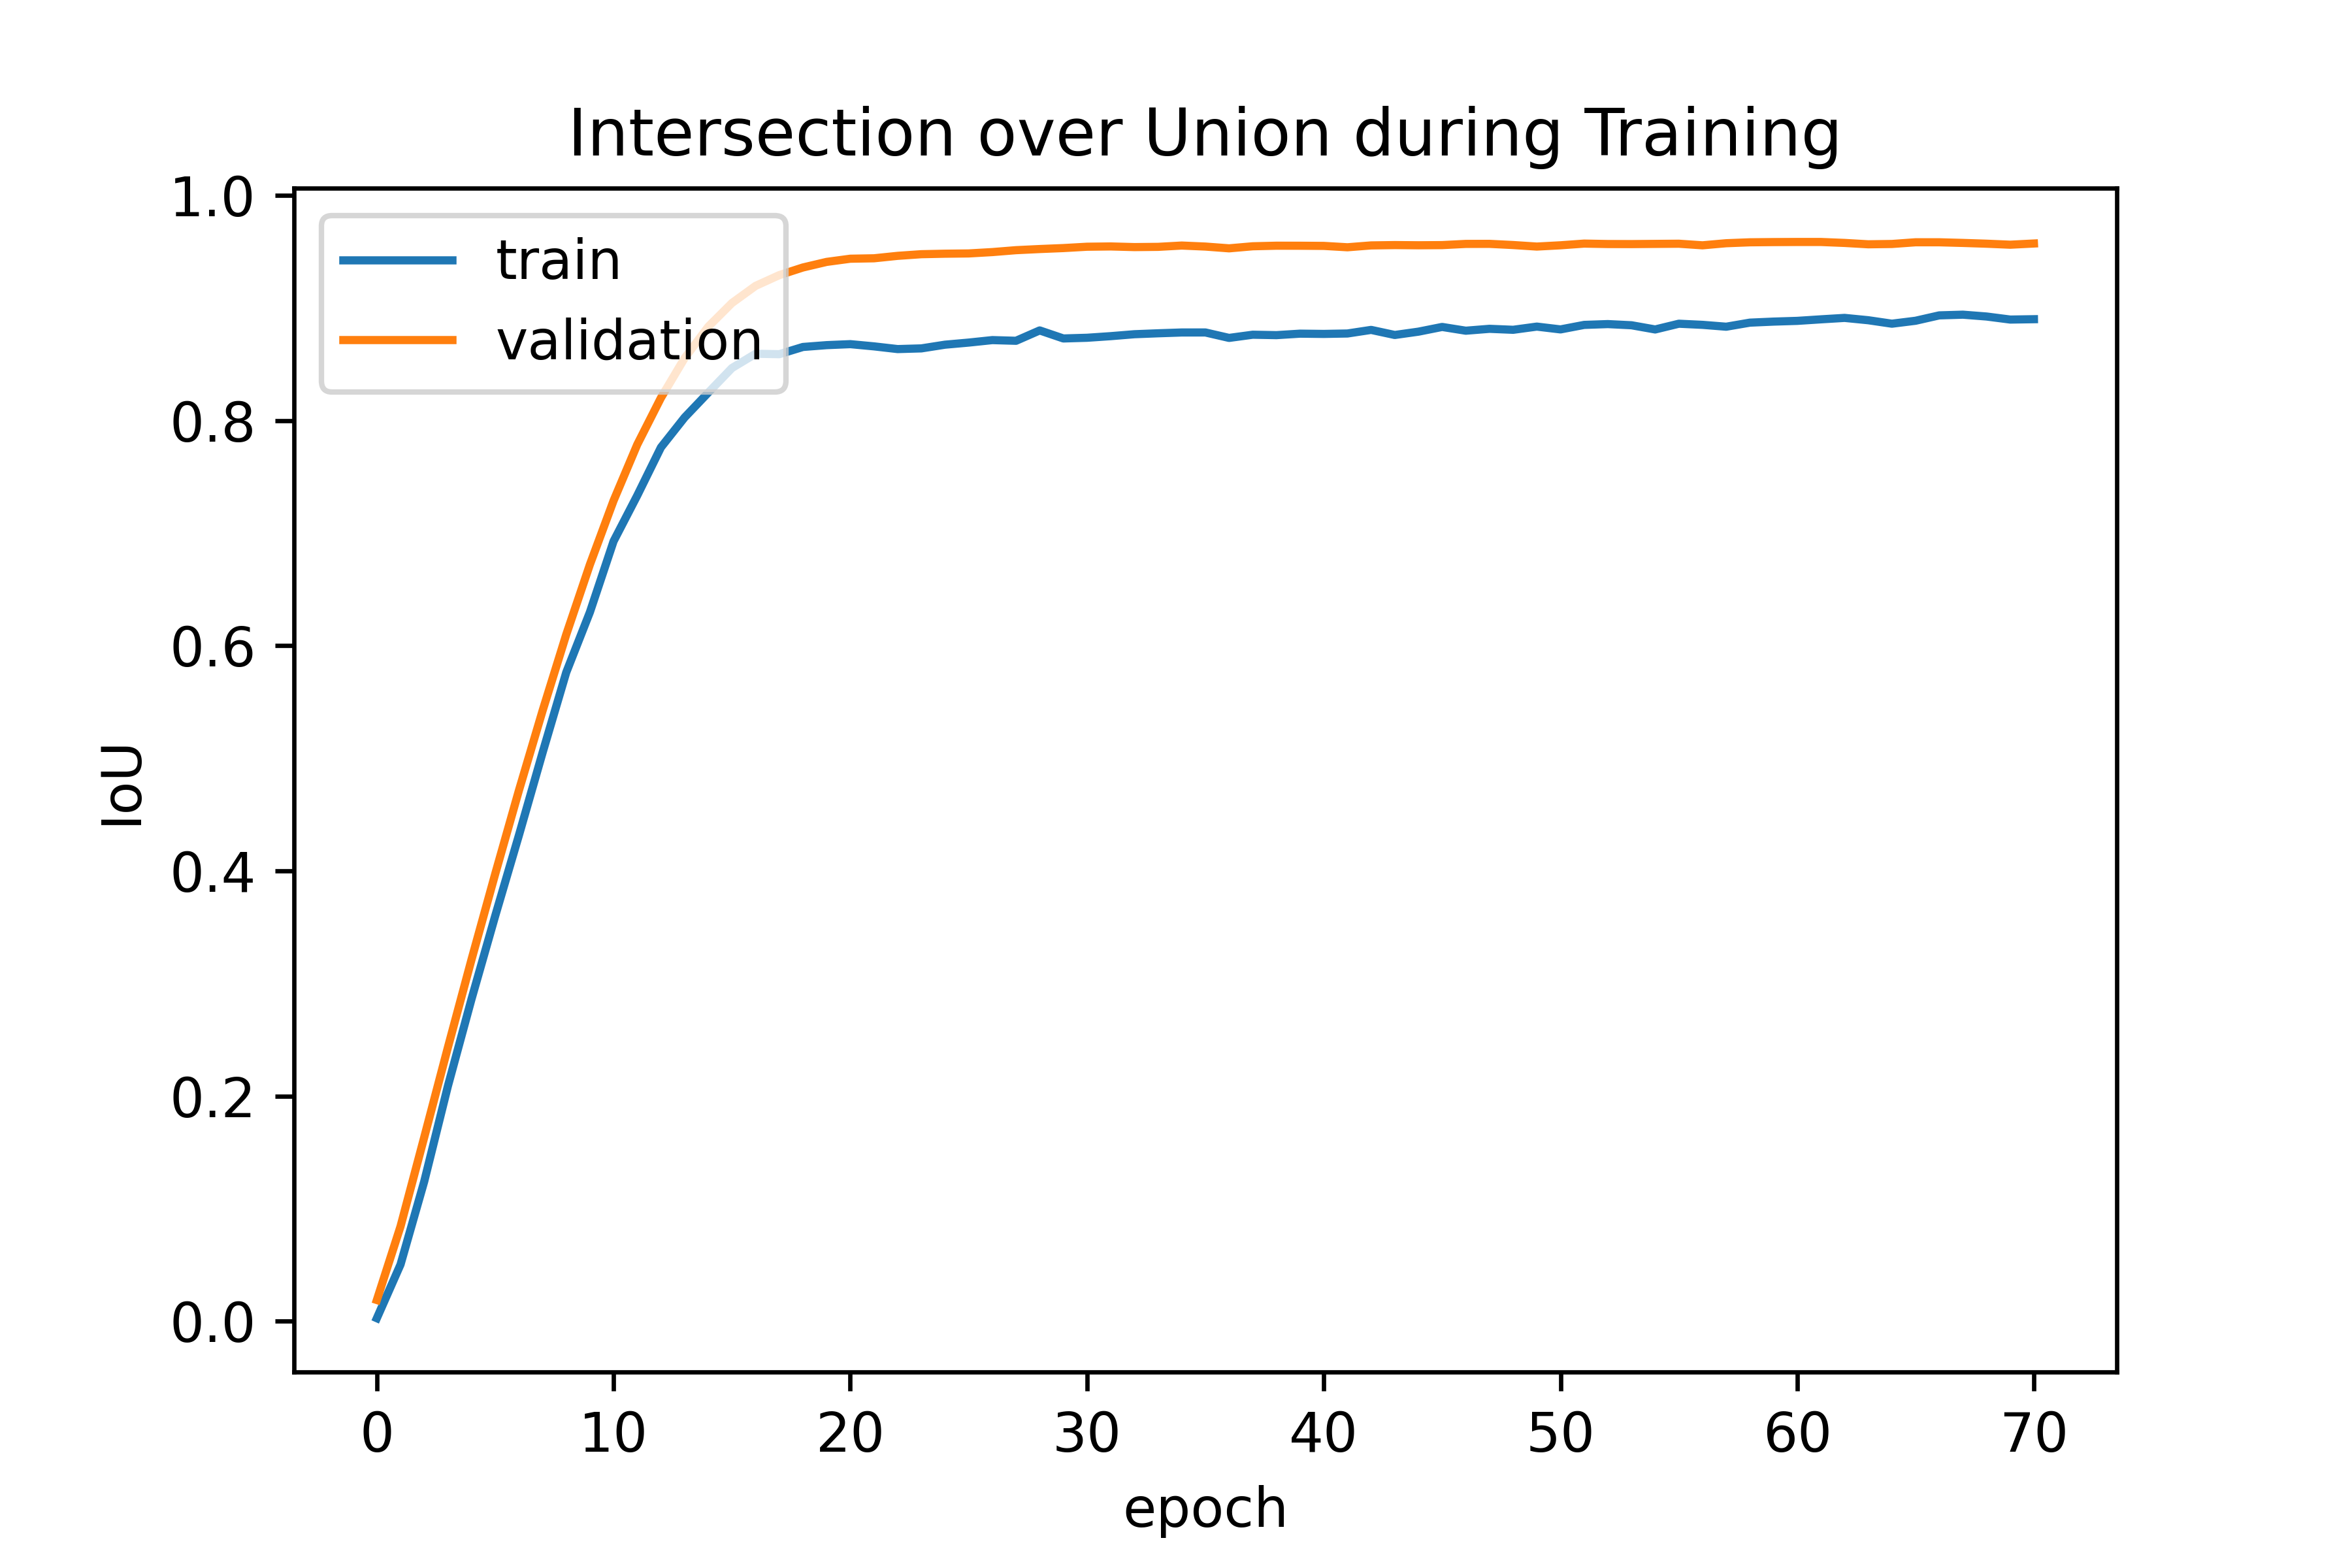 Intersection over Union during Training
1.0
0.8
0.6
0.4
0.2
0.0
IoU
train
validation
0 10 20 30 40 50 60 70
epoch